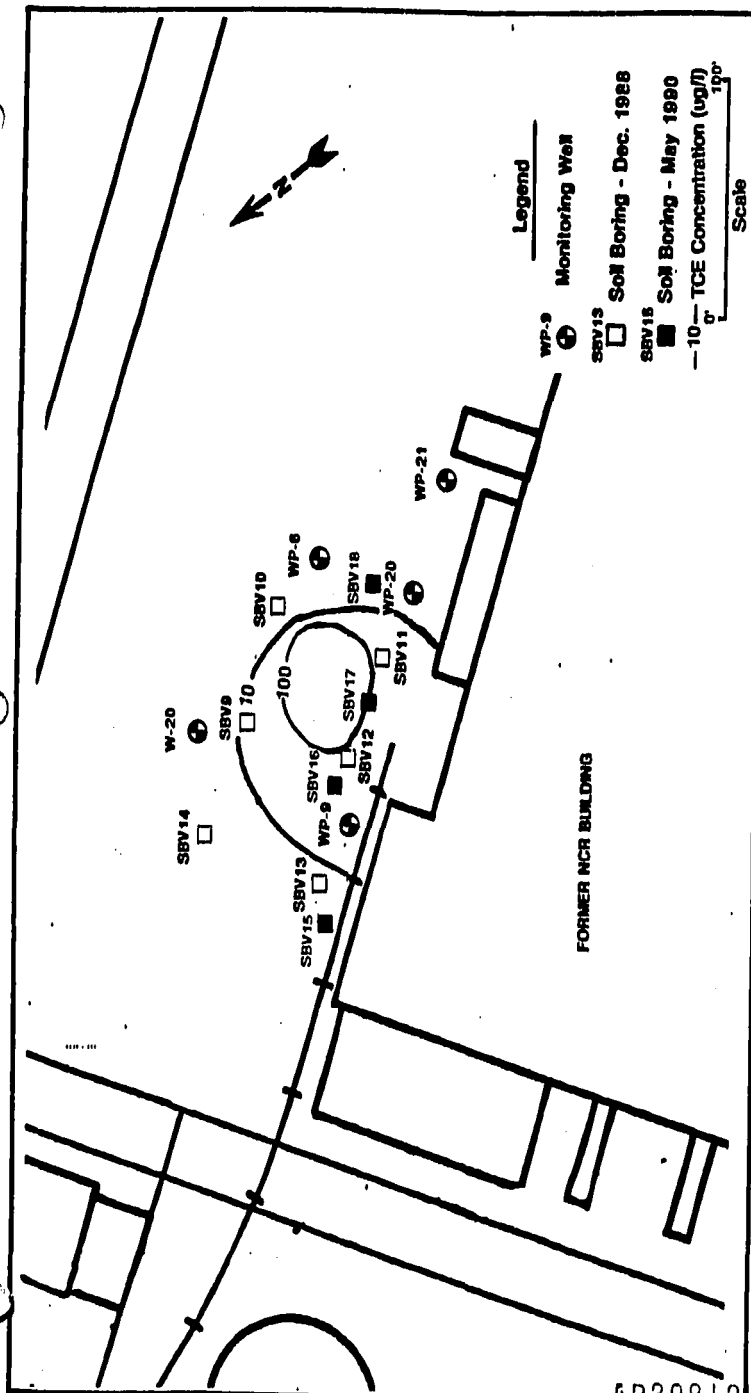 W-20
SBV14
SBV9
SBV10
WP-6
10
100
SBV18
WP-20
WP-21
SBV11
SBV17
SBV16
SBV12
WP-9
SBV13
SBV15
N
FORMER NCR BUILDING
Legend
WP-9 Monitoring Well
SBV13 Soil Boring - Dec. 1988
SBV15 Soil Boring - May 1990
—10— TCE Concentration (ug/l)
0' 100'
Scale